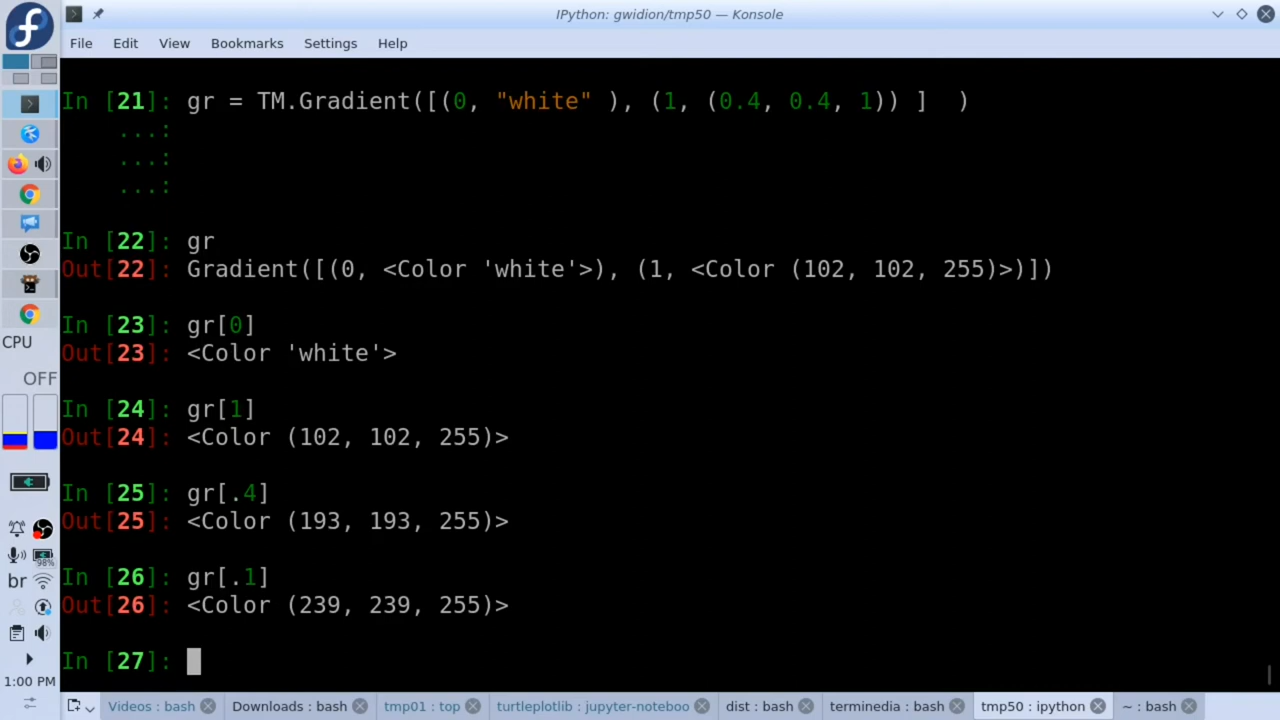 IPython: gwidion/tmp50 — Konsole
File Edit View Bookmarks Settings Help
In [21]: gr = TM.Gradient([(0, "white" ), (1, (0.4, 0.4, 1)) ]  )
...:
...:
...:
In [22]: gr
Out[22]: Gradient([(0, <Color 'white'>), (1, <Color (102, 102, 255)>)])
In [23]: gr[0]
Out[23]: <Color 'white'>
In [24]: gr[1]
Out[24]: <Color (102, 102, 255)>
In [25]: gr[.4]
Out[25]: <Color (193, 193, 255)>
In [26]: gr[.1]
Out[26]: <Color (239, 239, 255)>
In [27]:
CPU
OFF
98%
br
1:00 PM
Videos : bash Downloads : bash tmp01 : top turtleplotlib : jupyter-noteboo dist : bash terminedia : bash tmp50 : ipython ~ : bash